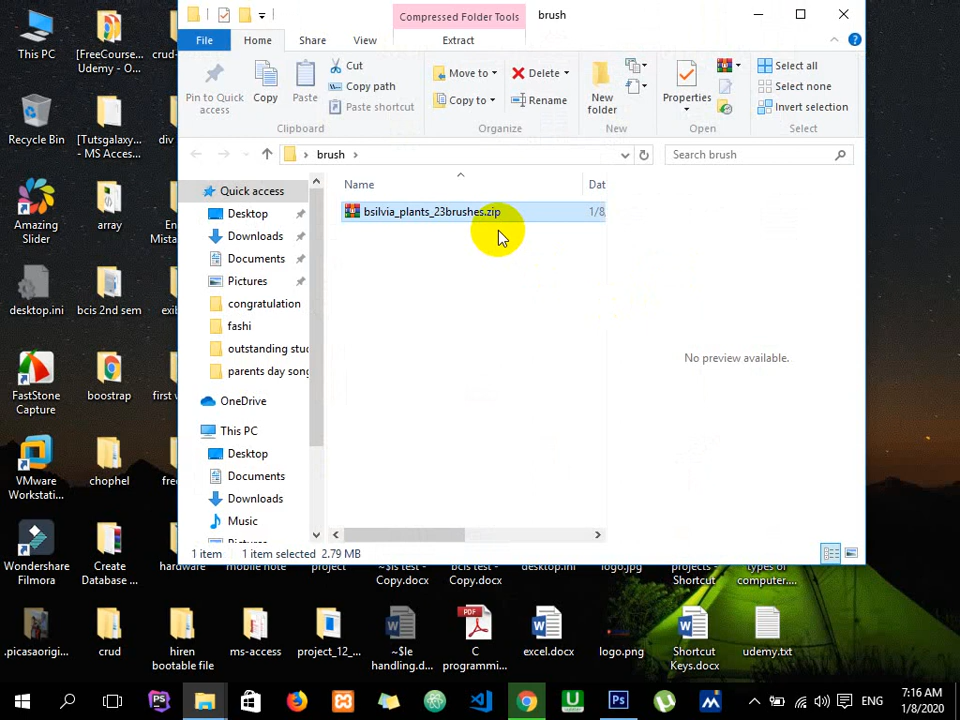 Compressed Folder Tools
brush
File
Home
Share
View
Extract
Pin to Quick access
Copy
Paste
Cut
Copy path
Paste shortcut
Clipboard
Move to
Copy to
Delete
Rename
Organize
New folder
New
Properties
Open
Select all
Select none
Invert selection
Select
brush
Search brush
Quick access
Desktop
Downloads
Documents
Pictures
congratulation
fashi
outstanding stu
parents day song
OneDrive
This PC
Desktop
Documents
Downloads
Music
Name
Dat
bsilvia_plants_23brushes.zip
1/8
No preview available.
1 item
1 item selected 2.79 MB
This PC
[FreeCourse...
Udemy - O...
crud-
Recycle Bin
[Tutsgalaxy...
- MS Acces...
div
Amazing
Slider
array
En
Mista
desktop.ini
bcis 2nd sem
exib
FastStone
Capture
boostrap
first v
VMware
Workstati...
chophel
fre
Wondershare
Filmora
Create
Database ...
hardware
mobile note
project
~$is test -
Copy.docx
bcis test -
Copy.docx
desktop.ini
logo.jpg
projects -
Shortcut
types of
computer....
.picasaorigi...
crud
hiren
bootable file
ms-access
project_12_...
~$le
handling.d...
C
programmi...
excel.docx
logo.png
Shortcut
Keys.docx
udemy.txt
ENG
7:16 AM
1/8/2020